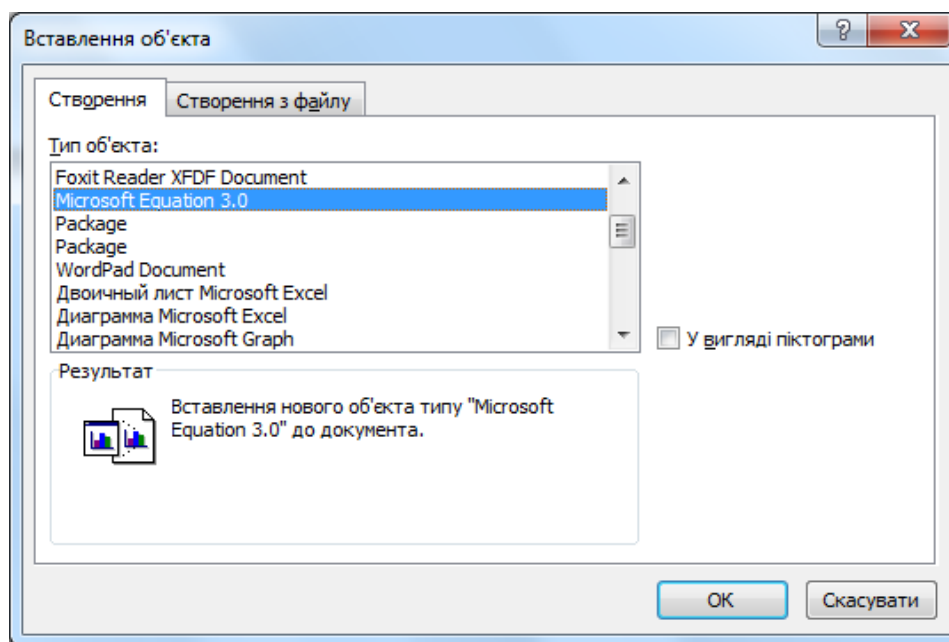 Вставлення об'єкта
Створення
Створення з файлу
Тип об'єкта:
Foxit Reader XFDF Document
Microsoft Equation 3.0
Package
Package
WordPad Document
Двоичный лист Microsoft Excel
Диаграмма Microsoft Excel
Диаграмма Microsoft Graph
У вигляді піктограми
Результат
Вставлення нового об'єкта типу "Microsoft
Equation 3.0" до документа.
ОК
Скасувати